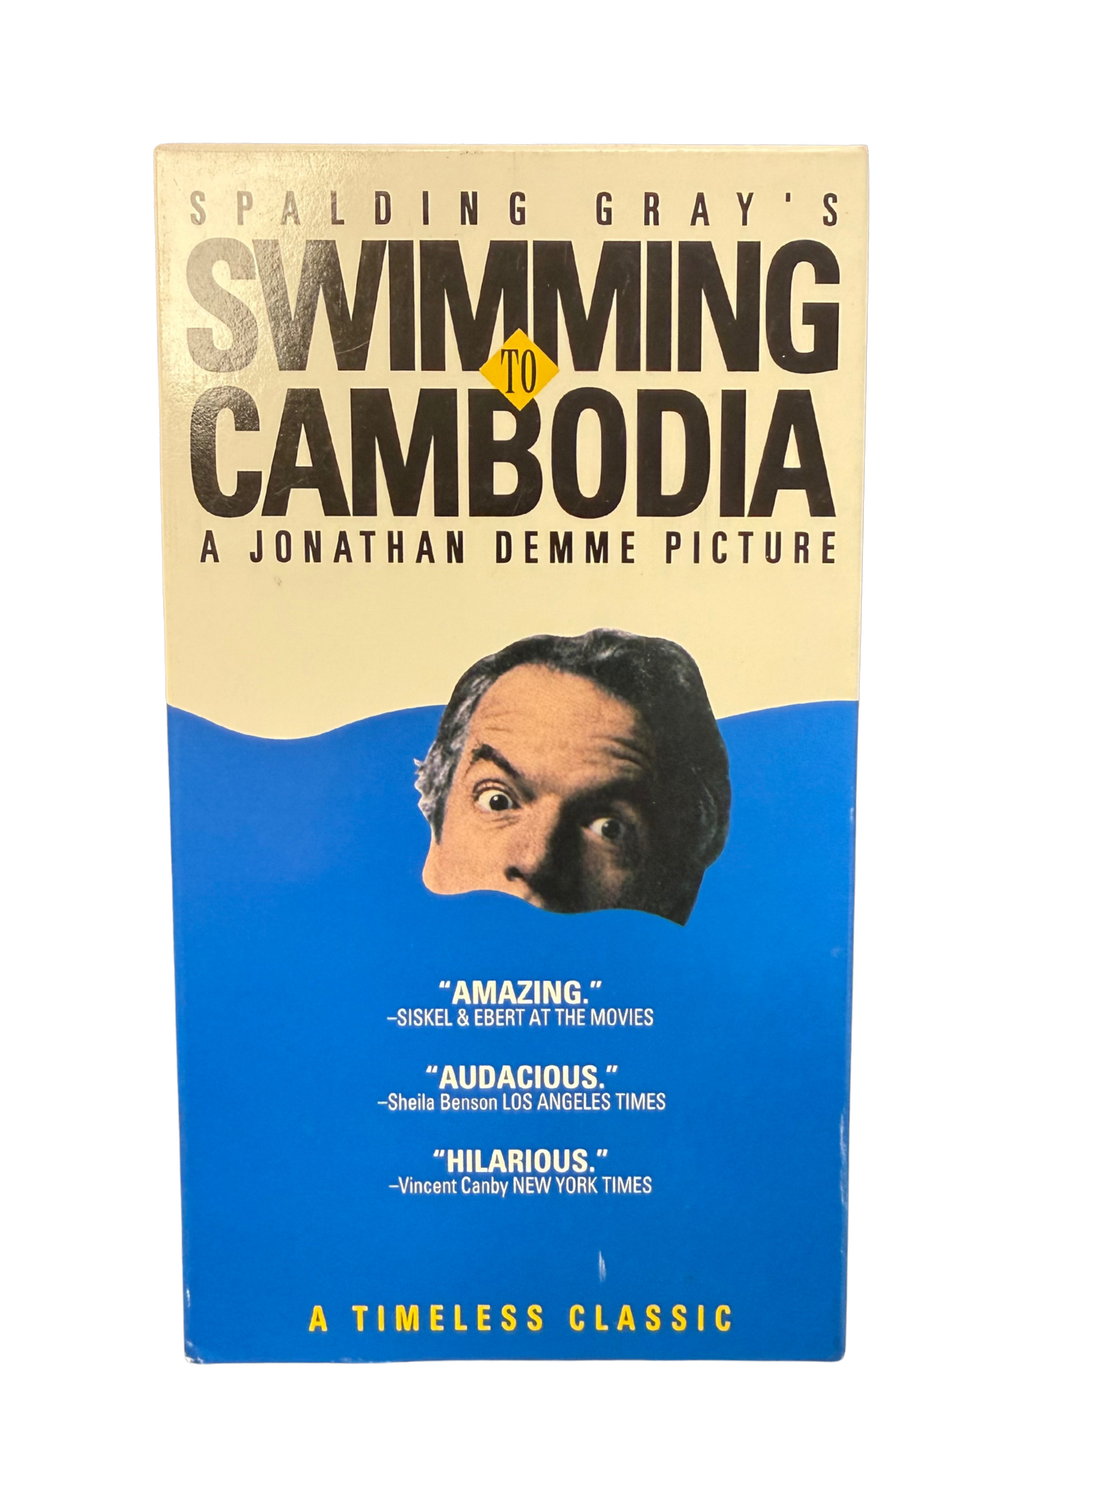 SPALDING GRAY'S
SWIMMING
TO
CAMBODIA
A JONATHAN DEMME PICTURE
“AMAZING.”
–SISKEL & EBERT AT THE MOVIES
“AUDACIOUS.”
–Sheila Benson LOS ANGELES TIMES
“HILARIOUS.”
–Vincent Canby NEW YORK TIMES
A TIMELESS CLASSIC